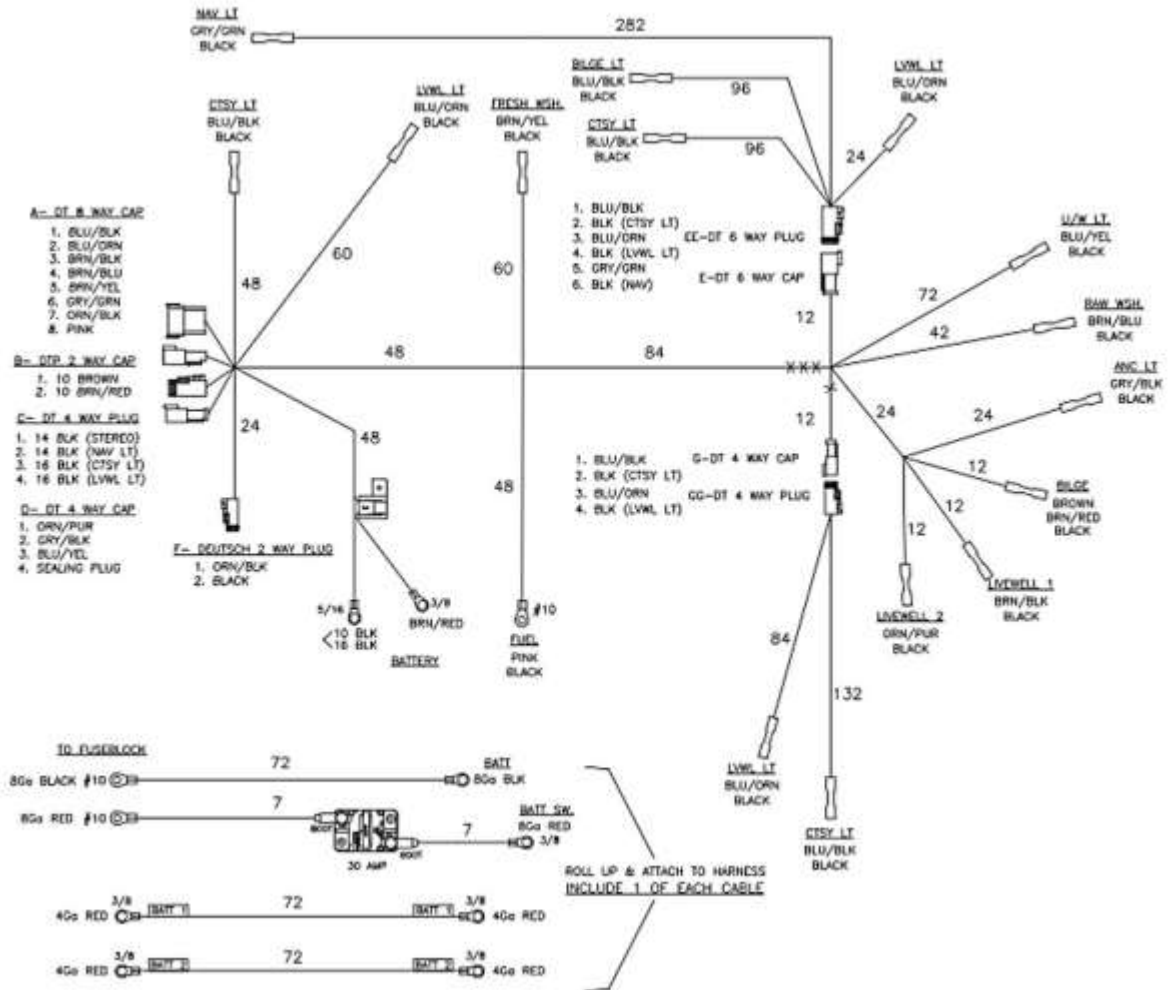 NAV LT
GRY/GRN
BLACK
282
BILGE LT
BLU/BLK
BLACK
96
LVWL LT
BLU/ORN
BLACK
24
CTSY LT
BLU/BLK
BLACK
LVWL LT
BLU/ORN
BLACK
FRESH WSH.
BRN/YEL
BLACK
CTSY LT
BLU/BLK
BLACK
96
A- DT 8 WAY CAP
1. BLU/BLK
2. BLU/ORN
3. BRN/BLK
4. BRN/BLU
5. BRN/YEL
6. GRY/GRN
7. ORN/BLK
8. PINK
48
60
60
1. BLU/BLK
2. BLK (CTSY LT)
3. BLU/ORN
4. BLK (LVWL LT)
5. GRY/GRN
6. BLK (NAV)
EE-DT 6 WAY PLUG
E-DT 6 WAY CAP
12
U/W LT.
BLU/YEL
BLACK
72
RAW WSH.
BRN/BLU
BLACK
42
B- DTP 2 WAY CAP
1. 10 BROWN
2. 10 BRN/RED
48
84
XXX
ANC LT
GRY/BLK
BLACK
24
24
C- DT 4 WAY PLUG
1. 14 BLK (STEREO)
2. 14 BLK (NAV LT)
3. 16 BLK (CTSY LT)
4. 16 BLK (LVWL LT)
24
48
12
D- DT 4 WAY CAP
1. ORN/PUR
2. GRY/BLK
3. BLU/YEL
4. SEALING PLUG
F- DEUTSCH 2 WAY PLUG
1. ORN/BLK
2. BLACK
48
1. BLU/BLK
2. BLK (CTSY LT)
3. BLU/ORN
4. BLK (LVWL LT)
G-DT 4 WAY CAP
GG-DT 4 WAY PLUG
12
BILGE
BROWN
BRN/RED
BLACK
12
12
LIVEWELL 1
BRN/BLK
BLACK
LIVEWELL 2
ORN/PUR
BLACK
5/16
<10 BLK
16 BLK
3/8
BRN/RED
BATTERY
#10
FUEL
PINK
BLACK
84
132
LVWL LT
BLU/ORN
BLACK
CTSY LT
BLU/BLK
BLACK
TO FUSEBLOCK
8Ga BLACK #10
72
BATT
8Ga BLK
8Ga RED #10
7
BOOT
30 AMP
BOOT
7
BATT SW.
8Ga RED
3/8
ROLL UP & ATTACH TO HARNESS
INCLUDE 1 OF EACH CABLE
4Ga RED
3/8
BATT 1
72
BATT 1
3/8
4Ga RED
4Ga RED
3/8
BATT 2
72
BATT 2
3/8
4Ga RED